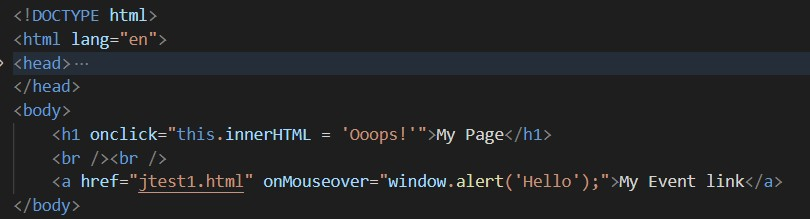 <!DOCTYPE html>
<html lang="en">
<head>⋯
</head>
<body>
    <h1 onclick="this.innerHTML = 'Ooops!'">My Page</h1>
    <br /><br />
    <a href="jtest1.html" onMouseover="window.alert('Hello');">My Event link</a>
</body>